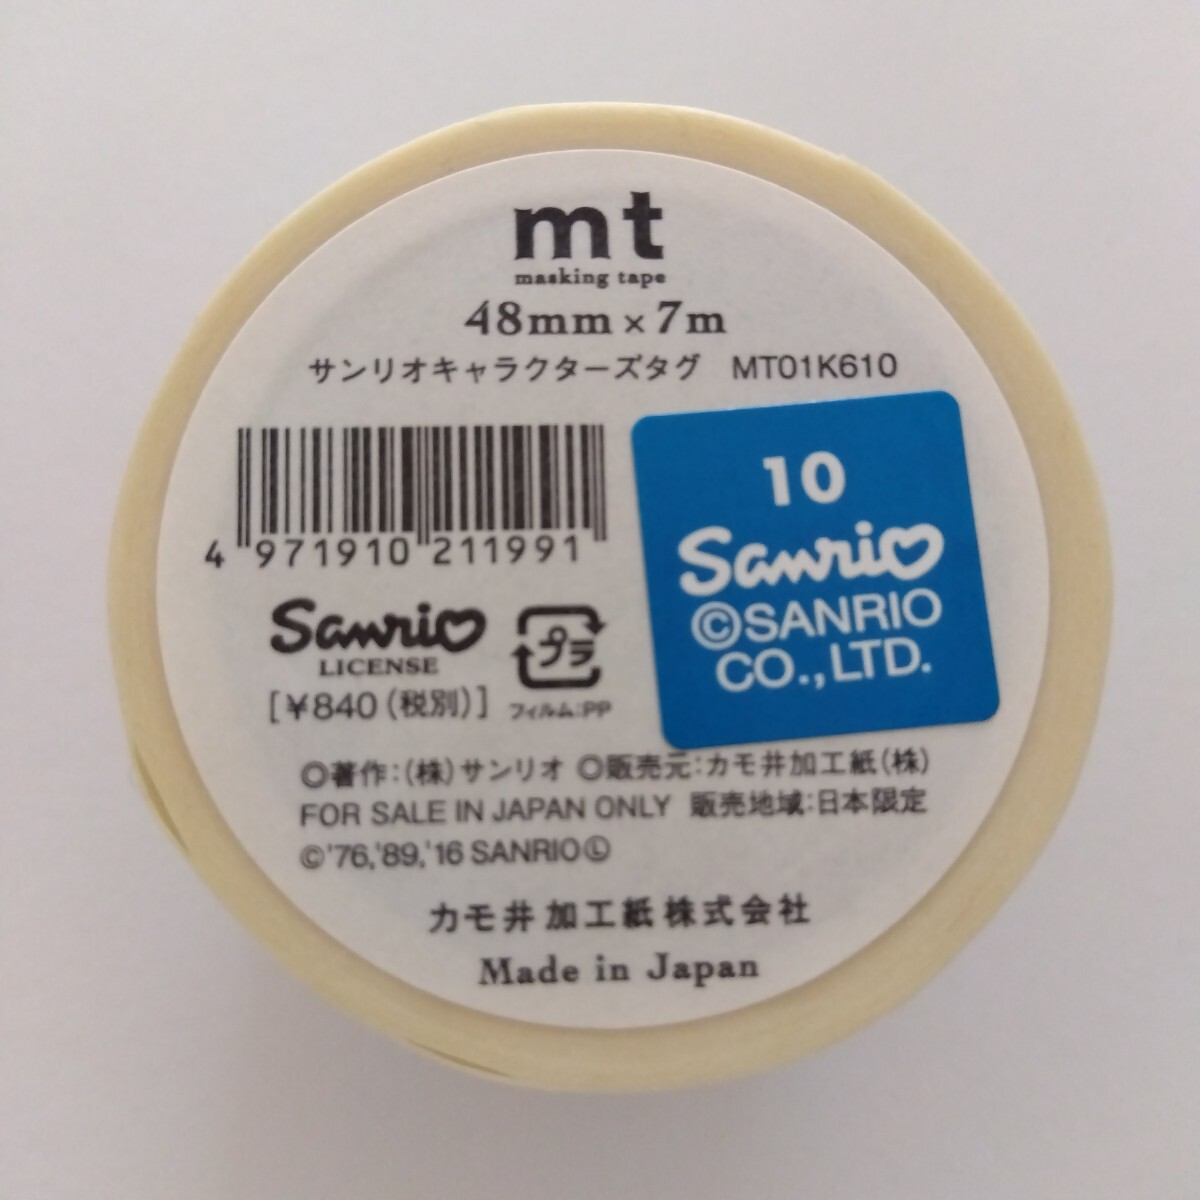 mt
masking tape
48mm×7m
サンリオキャラクターズタグ MT01K610
4 971910 211991
10
Sanrio
©SANRIO
CO.,LTD.
Sanrio
LICENSE
[¥840(税別)]
プラ
フィルム:PP
◎著作:(株)サンリオ ◎販売元:カモ井加工紙(株)
FOR SALE IN JAPAN ONLY 販売地域:日本限定
©'76,'89,'16 SANRIOⓁ
カモ井加工紙株式会社
Made in Japan